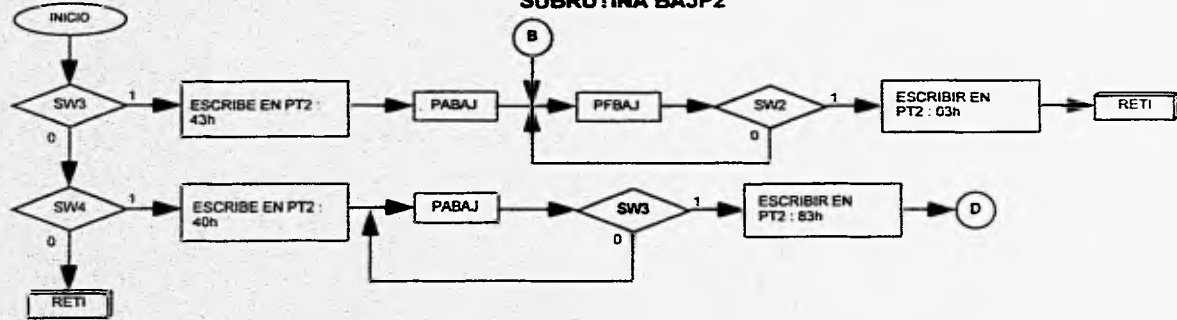 SUBRUTINA BAJP2
INICIO
B
SW3
1
0
ESCRIBE EN PT2 :
43h
PABAJ
PFBAJ
SW2
1
0
ESCRIBIR EN
PT2 : 03h
RETI
SW4
1
0
ESCRIBE EN PT2 :
40h
PABAJ
SW3
1
0
ESCRIBIR EN
PT2 : 83h
D
RETI